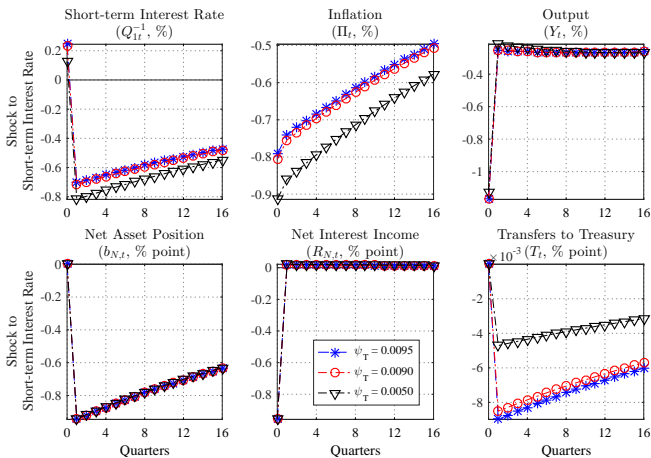 Short-term Interest Rate
(Q_{1t}^{-1}, %)
Inflation
(Π_t, %)
Output
(Y_t, %)
Shock to
Short-term Interest Rate
0.2
0
-0.2
-0.4
-0.6
-0.8
0 4 8 12 16
-0.5
-0.6
-0.7
-0.8
-0.9
0 4 8 12 16
-0.4
-0.6
-0.8
-1
0 4 8 12 16
Net Asset Position
(b_{N,t}, % point)
Net Interest Income
(R_{N,t}, % point)
Transfers to Treasury
×10^{-3} (T_t, % point)
Shock to
Short-term Interest Rate
0
-0.2
-0.4
-0.6
-0.8
0 4 8 12 16
Quarters
0
-0.2
-0.4
-0.6
-0.8
ψ_T = 0.0095
ψ_T = 0.0090
ψ_T = 0.0050
0 4 8 12 16
Quarters
-2
-4
-6
-8
0 4 8 12 16
Quarters